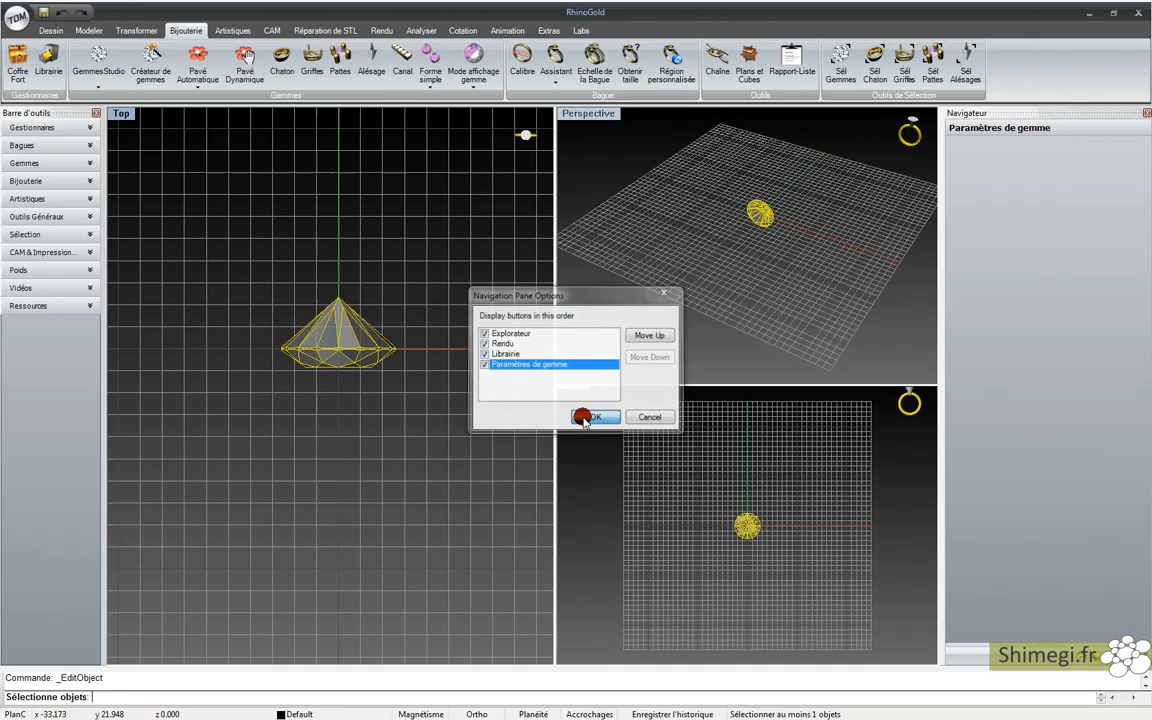 RhinoGold
TDM
Dessin Modeler Transformer Bijouterie Artistiques CAM Réparation de STL Rendu Analyser Cotation Animation Extras Labs
Coffre Fort Librairie GemmesStudio Créateur de gemmes Pavé Automatique Pavé Dynamique Chaton Griffes Pattes Alésage Canal Forme simple Mode affichage gemme Calibre Assistant Echelle de la Bague Obtenir taille Région personnalisée Chaîne Plans et Cubes Rapport-Liste Sél Gemmes Sél Chaton Sél Griffes Sél Pattes Sél Alésages
Gestionnaires Gemmes Bague Outils Outils de Sélection
Barre d'outils
Gestionnaires
Bagues
Gemmes
Bijouterie
Artistiques
Outils Généraux
Sélection
CAM & Impression...
Poids
Vidéos
Ressources
Top
Perspective
Navigateur
Paramètres de gemme
Navigation Pane Options
Display buttons in this order
Explorateur
Rendu
Librairie
Paramètres de gemme
Move Up
Move Down
OK
Cancel
Shimegi.fr
Commande: _EditObject
Sélectionne objets:
PlanC x -33.173 y 21.948 z 0.000 Default Magnétisme Ortho Planéité Accrochages Enregistrer l'historique Sélectionner au moins 1 objets